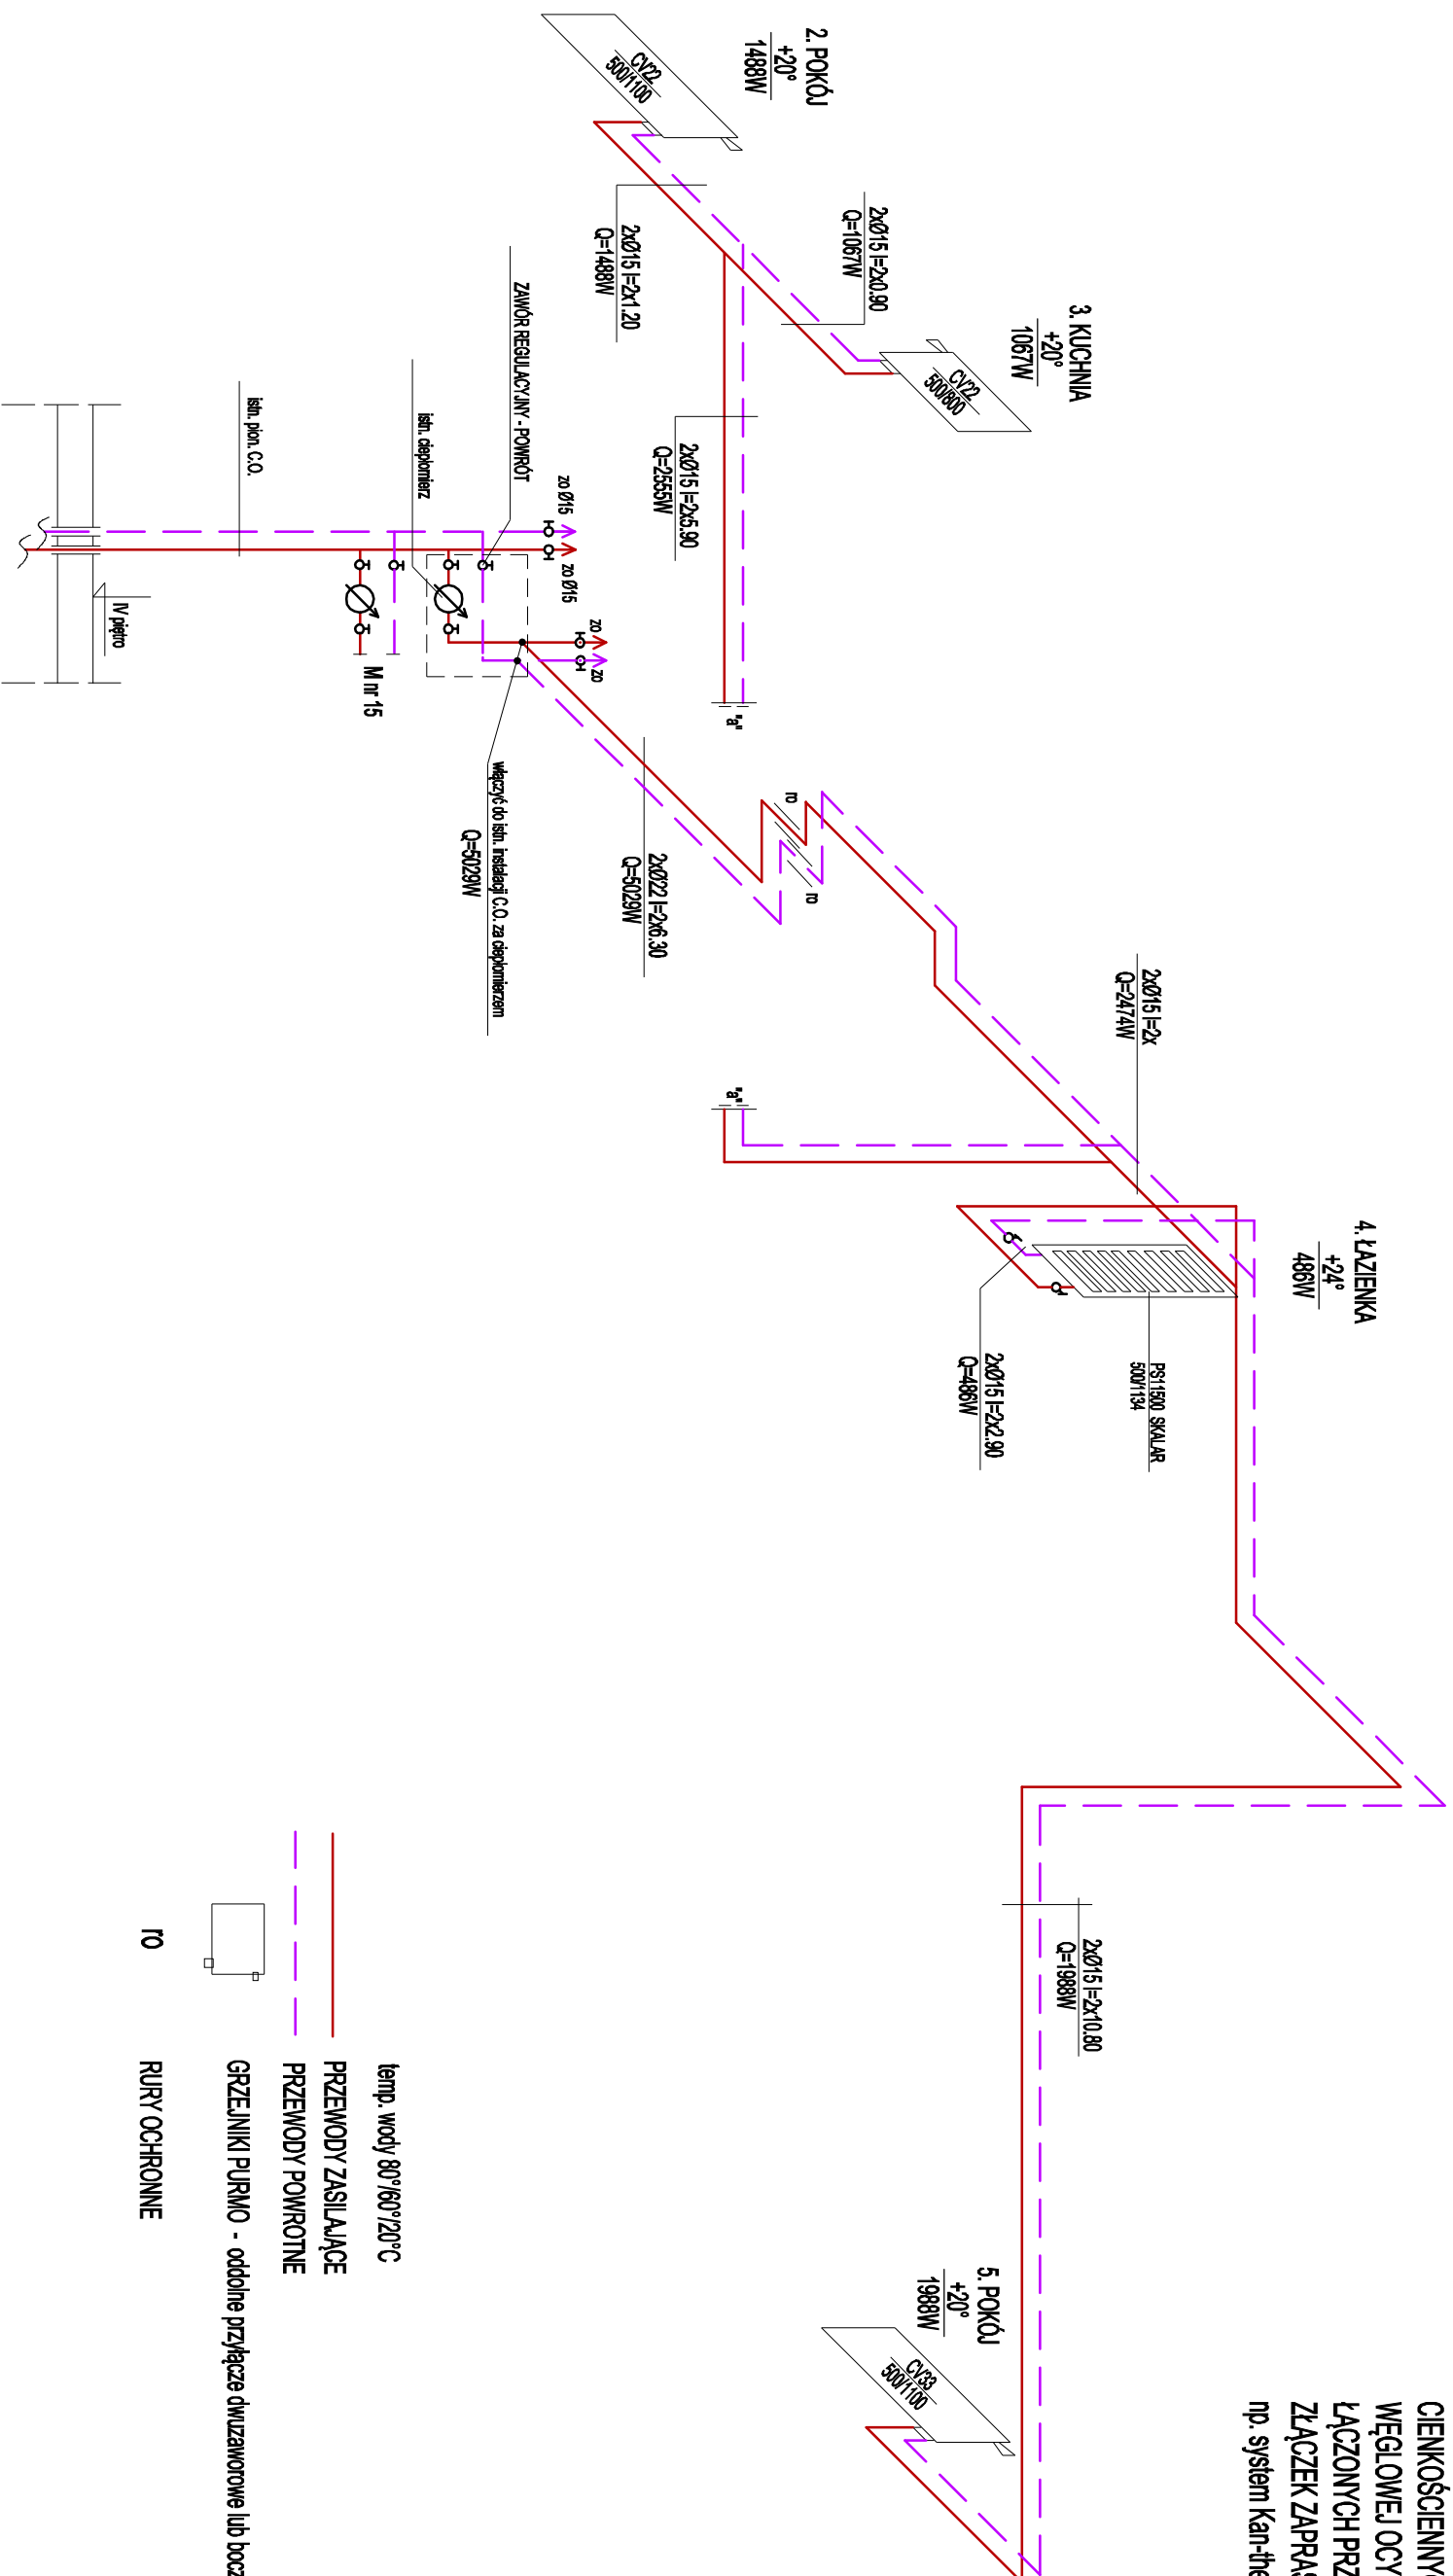 CIENKOŚCIENNY
WĘGLOWEJ OCY
ŁĄCZONYCH PRZ
ZŁĄCZEK ZAPRAS
np. system Kan-the
4. ŁAZIENKA
+24°
486W
PS11500 SKALAR
500/1134
2xØ15 l=2x
Q=2474W
2xØ15 l=2x10.80
Q=1988W
3. KUCHNIA
+20°
1067W
CV22
500/800
2xØ15 l=2x2.90
Q=486W
5. POKÓJ
+20°
1988W
CV33
500/1100
2xØ15 l=2x0.90
Q=1067W
2. POKÓJ
+20°
1488W
CV22
500/1100
ro
ro
"a"
"a"
2xØ15 l=2x5.90
Q=2555W
2xØ22 l=2x6.30
Q=5029W
2xØ15 l=2x1.20
Q=1488W
zo Ø15
zo Ø15
zo
zo
ZAWÓR REGULACYJNY - POWRÓT
włączyć do istn. instalacji C.O. za ciepłomierzem
Q=5029W
istn. ciepłomierz
M nr 15
istn. pion. C.O.
IV piętro
temp. wody 80°/60°/20°C
PRZEWODY ZASILAJĄCE
PRZEWODY POWROTNE
GRZEJNIKI PURMO - oddolne przyłącze dwuzaworowe lub bocz
ro
RURY OCHRONNE